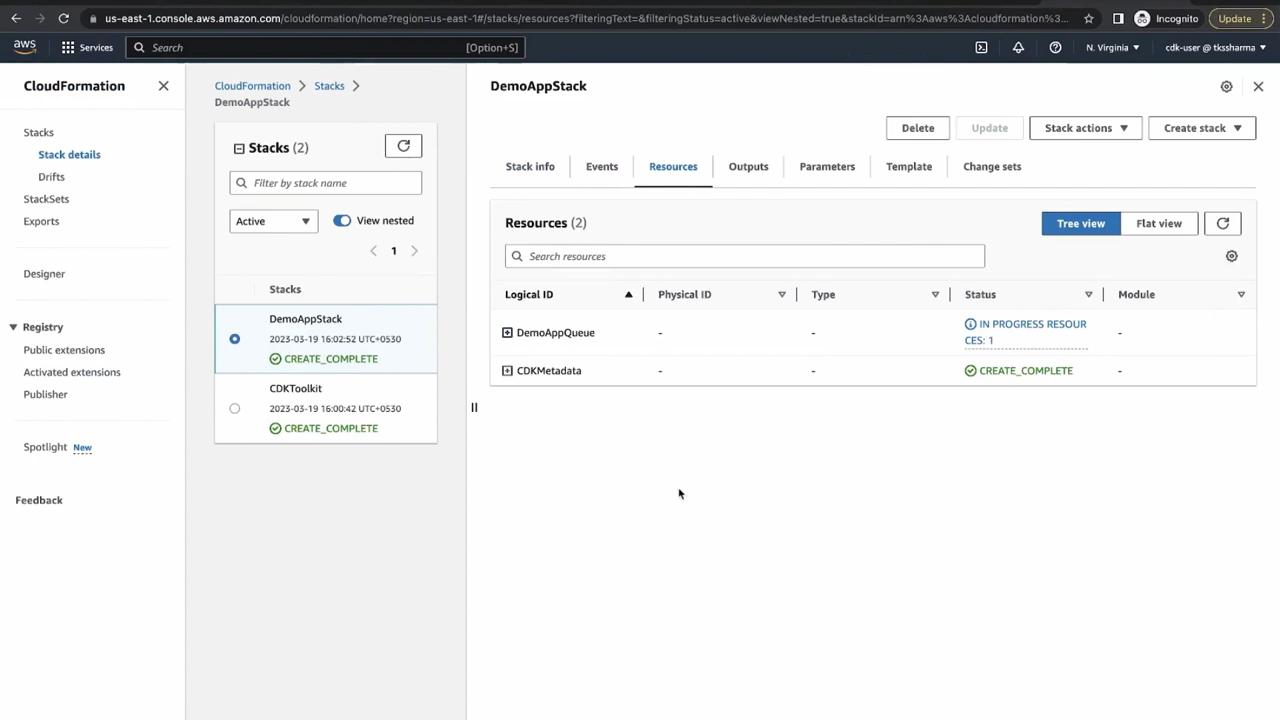 us-east-1.console.aws.amazon.com/cloudformation/home?region=us-east-1#/stacks/resources?filteringText=&filteringStatus=active&viewNested=true&stackId=arn%3Aaws%3Acloudformation%3...
Incognito
Update
aws
Services
Search
[Option+S]
N. Virginia
cdk-user @ tkssharma
CloudFormation
Stacks
Stack details
Drifts
StackSets
Exports
Designer
Registry
Public extensions
Activated extensions
Publisher
Spotlight New
Feedback
CloudFormation
Stacks
DemoAppStack
Stacks (2)
Filter by stack name
Active
View nested
1
Stacks
DemoAppStack
2023-03-19 16:02:52 UTC+0530
CREATE_COMPLETE
CDKToolkit
2023-03-19 16:00:42 UTC+0530
CREATE_COMPLETE
DemoAppStack
Delete
Update
Stack actions
Create stack
Stack info
Events
Resources
Outputs
Parameters
Template
Change sets
Resources (2)
Tree view
Flat view
Search resources
Logical ID
Physical ID
Type
Status
Module
DemoAppQueue - - IN PROGRESS RESOUR
CES: 1 -
CDKMetadata - - CREATE_COMPLETE -